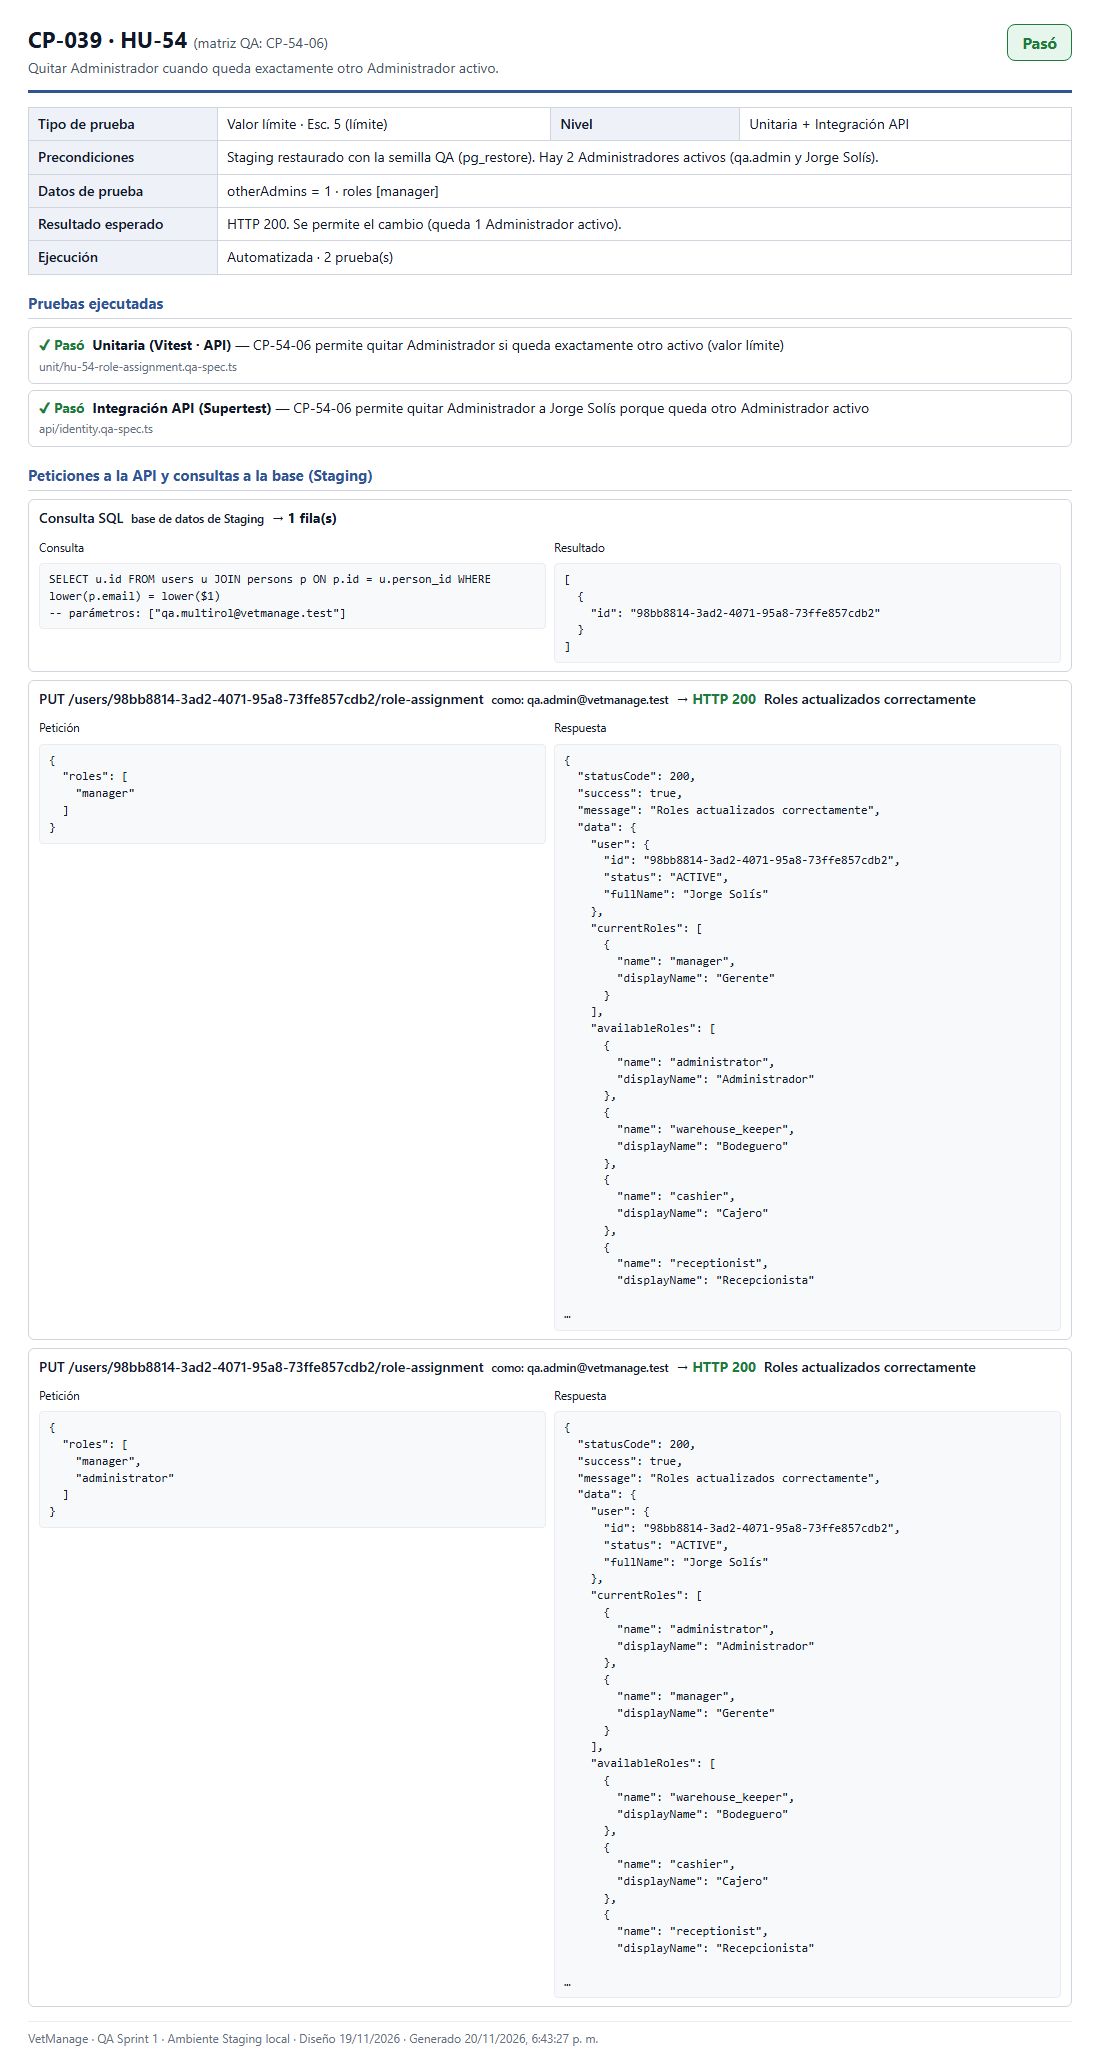 CP-039 · HU-54 (matriz QA: CP-54-06)
Pasó
Quitar Administrador cuando queda exactamente otro Administrador activo.
Tipo de prueba
Valor límite · Esc. 5 (límite)
Nivel
Unitaria + Integración API
Precondiciones
Staging restaurado con la semilla QA (pg_restore). Hay 2 Administradores activos (qa.admin y Jorge Solís).
Datos de prueba
otherAdmins = 1 · roles [manager]
Resultado esperado
HTTP 200. Se permite el cambio (queda 1 Administrador activo).
Ejecución
Automatizada · 2 prueba(s)
Pruebas ejecutadas
✓ Pasó Unitaria (Vitest · API) — CP-54-06 permite quitar Administrador si queda exactamente otro activo (valor límite)
unit/hu-54-role-assignment.qa-spec.ts
✓ Pasó Integración API (Supertest) — CP-54-06 permite quitar Administrador a Jorge Solís porque queda otro Administrador activo
api/identity.qa-spec.ts
Peticiones a la API y consultas a la base (Staging)
Consulta SQL base de datos de Staging → 1 fila(s)
Consulta
SELECT u.id FROM users u JOIN persons p ON p.id = u.person_id WHERE
lower(p.email) = lower($1)
-- parámetros: ["qa.multirol@vetmanage.test"]
Resultado
[
{
"id": "98bb8814-3ad2-4071-95a8-73ffe857cdb2"
}
]
PUT /users/98bb8814-3ad2-4071-95a8-73ffe857cdb2/role-assignment como: qa.admin@vetmanage.test → HTTP 200 Roles actualizados correctamente
Petición
{
"roles": [
"manager"
]
}
Respuesta
{
"statusCode": 200,
"success": true,
"message": "Roles actualizados correctamente",
"data": {
"user": {
"id": "98bb8814-3ad2-4071-95a8-73ffe857cdb2",
"status": "ACTIVE",
"fullName": "Jorge Solís"
},
"currentRoles": [
{
"name": "manager",
"displayName": "Gerente"
}
],
"availableRoles": [
{
"name": "administrator",
"displayName": "Administrador"
},
{
"name": "warehouse_keeper",
"displayName": "Bodeguero"
},
{
"name": "cashier",
"displayName": "Cajero"
},
{
"name": "receptionist",
"displayName": "Recepcionista"
…
PUT /users/98bb8814-3ad2-4071-95a8-73ffe857cdb2/role-assignment como: qa.admin@vetmanage.test → HTTP 200 Roles actualizados correctamente
Petición
{
"roles": [
"manager",
"administrator"
]
}
Respuesta
{
"statusCode": 200,
"success": true,
"message": "Roles actualizados correctamente",
"data": {
"user": {
"id": "98bb8814-3ad2-4071-95a8-73ffe857cdb2",
"status": "ACTIVE",
"fullName": "Jorge Solís"
},
"currentRoles": [
{
"name": "administrator",
"displayName": "Administrador"
},
{
"name": "manager",
"displayName": "Gerente"
}
],
"availableRoles": [
{
"name": "warehouse_keeper",
"displayName": "Bodeguero"
},
{
"name": "cashier",
"displayName": "Cajero"
},
{
"name": "receptionist",
"displayName": "Recepcionista"
…
VetManage · QA Sprint 1 · Ambiente Staging local · Diseño 19/11/2026 · Generado 20/11/2026, 6:43:27 p. m.